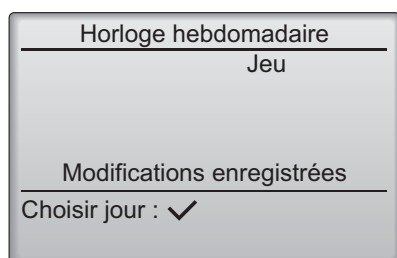 Horloge hebdomadaire
Jeu
Modifications enregistrées
Choisir jour : ✓